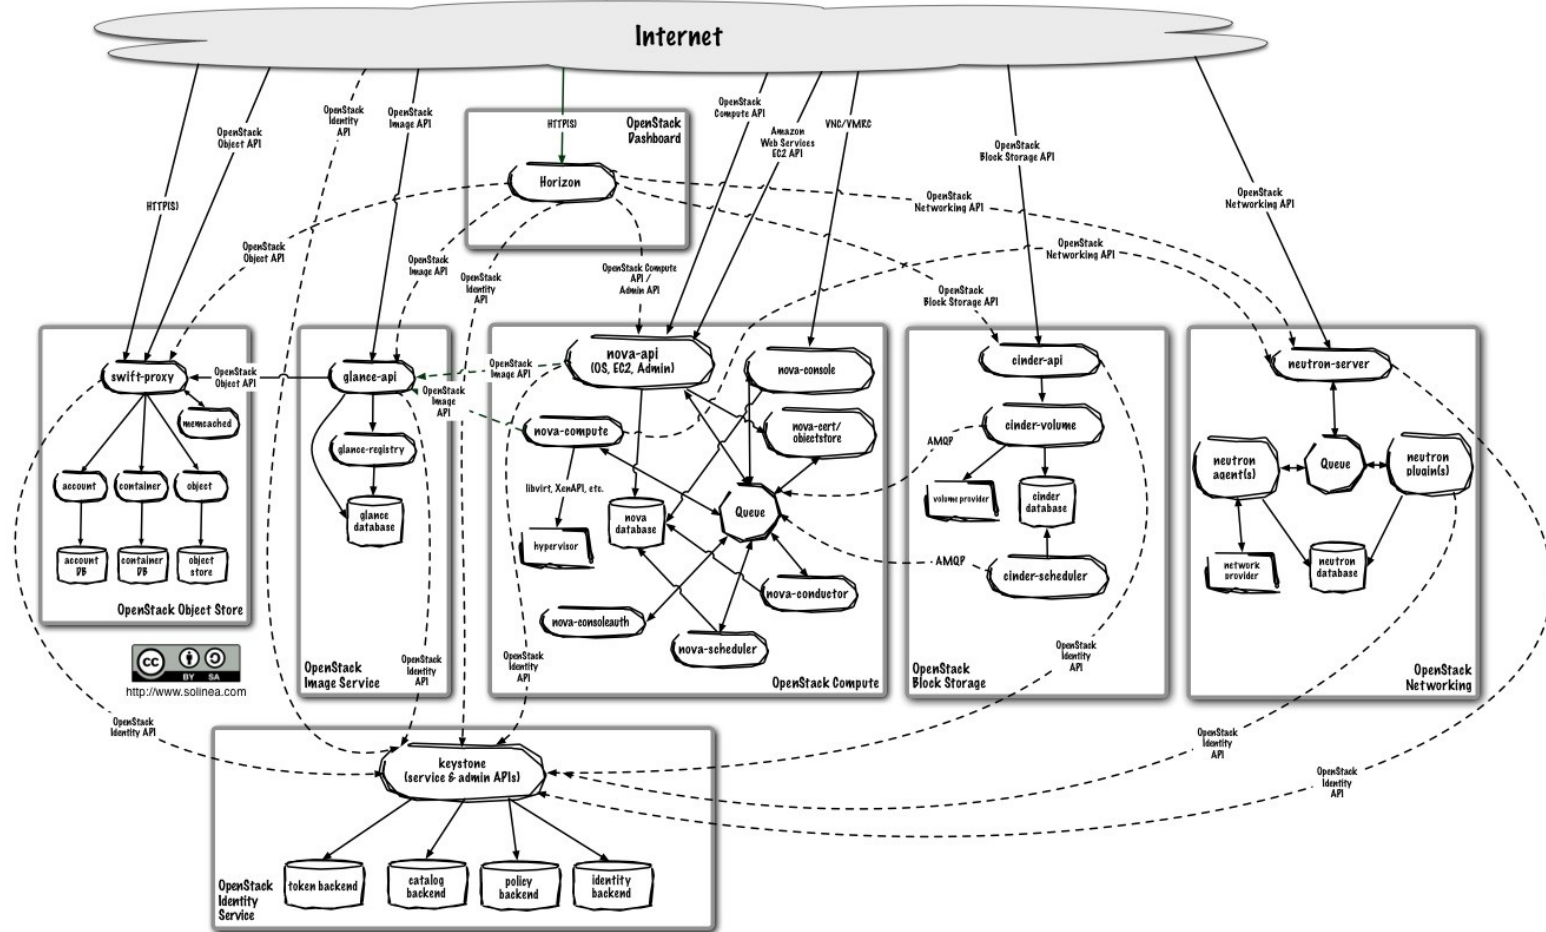 Internet
OpenStack
Object API
OpenStack
Identity
API
OpenStack
Image API
HTTP(S)
OpenStack
Dashboard
OpenStack
Compute API
Amazon
Web Services
EC2 API
VNC/VMRC
OpenStack
Block Storage API
OpenStack
Networking API
HTTP(S)
Horizon
OpenStack
Networking API
OpenStack
Object API
OpenStack
Image API
OpenStack
Identity
API
OpenStack Compute
API /
Admin API
OpenStack
Block Storage API
OpenStack
Networking API
swift-proxy
OpenStack
Object API
glance-api
OpenStack
Image API
OpenStack
Image
API
nova-api
(OS, EC2, Admin)
nova-console
cinder-api
neutron-server
memcached
glance-registry
nova-compute
nova-cert/
objectstore
AMQP
cinder-volume
account
container
object
glance
database
libvirt, XenAPI, etc.
hypervisor
nova
database
Queue
volume provider
cinder
database
neutron
agent(s)
Queue
neutron
plugin(s)
account
DB
container
DB
object
store
AMQP
cinder-scheduler
network
provider
neutron
database
nova-conductor
nova-consoleauth
nova-scheduler
OpenStack Object Store
CC
BY SA
http://www.solinea.com
OpenStack
Image Service
OpenStack
Identity
API
OpenStack
Identity
API
OpenStack Compute
OpenStack
Block Storage
OpenStack
Identity
API
OpenStack
Networking
OpenStack
Identity API
OpenStack
Identity
API
OpenStack
Identity
API
keystone
(service & admin APIs)
token backend
catalog
backend
policy
backend
identity
backend
OpenStack
Identity
Service